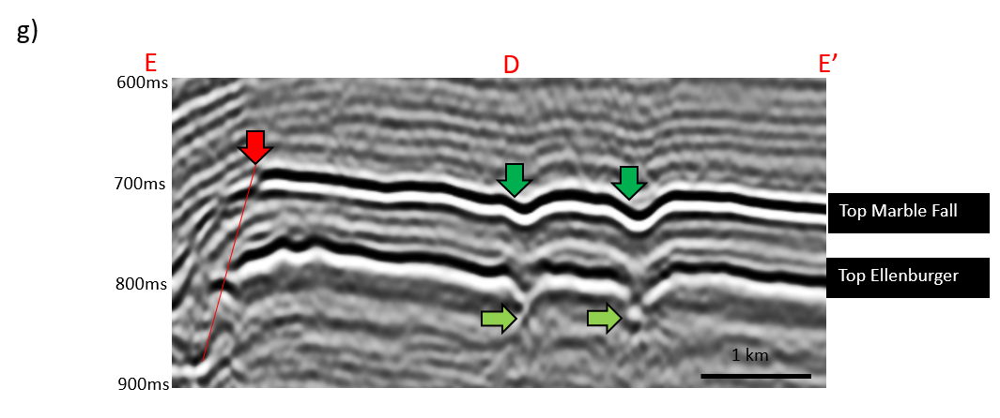 g)
E D E’
600ms
700ms
Top Marble Fall
Top Ellenburger
800ms
1 km
900ms